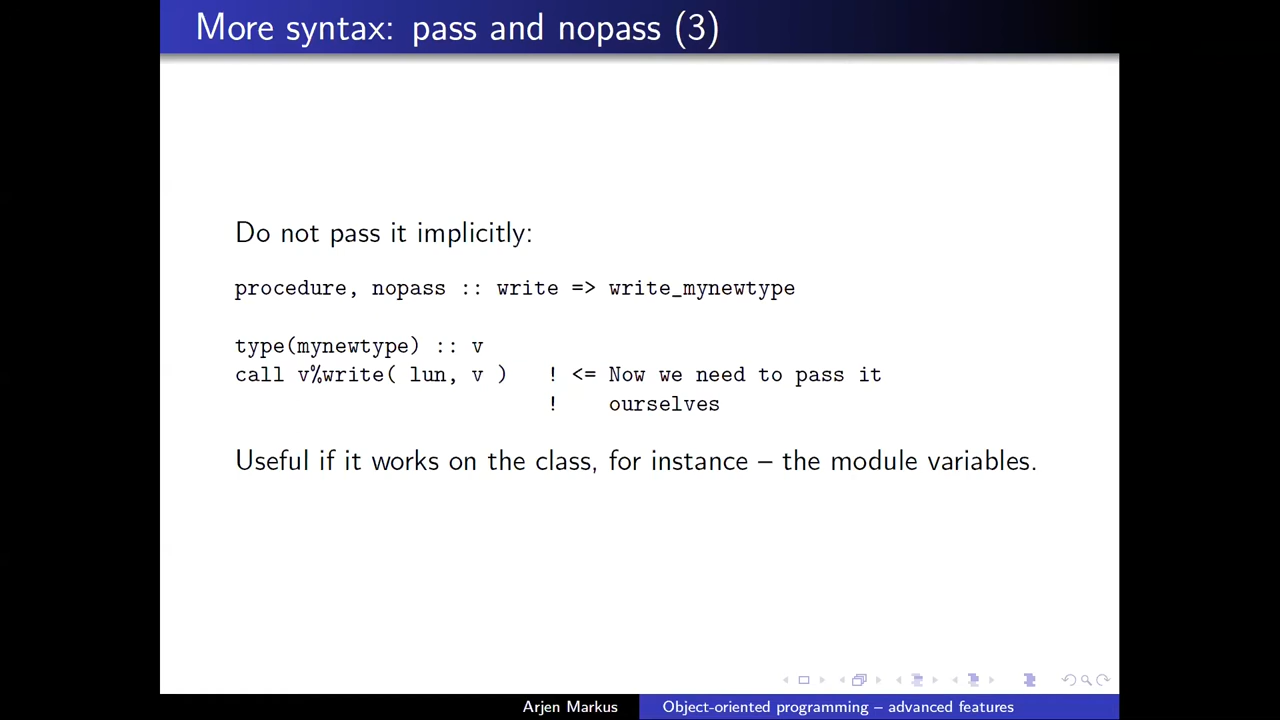 More syntax: pass and nopass (3)
Do not pass it implicitly:
procedure, nopass :: write => write_mynewtype
type(mynewtype) :: v
call v%write( lun, v )   ! <= Now we need to pass it
!    ourselves
Useful if it works on the class, for instance – the module variables.
Arjen Markus
Object-oriented programming – advanced features